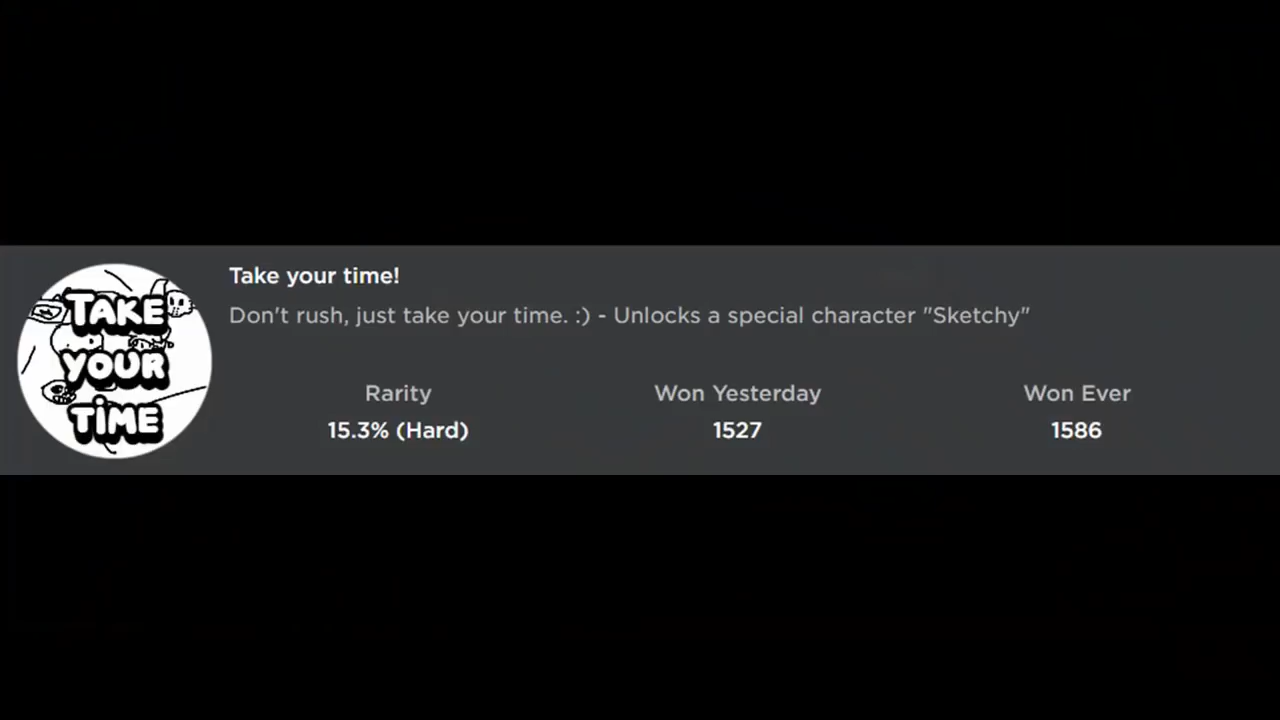 TAKE
YOUR
TiME
Take your time!
Don't rush, just take your time. :) - Unlocks a special character "Sketchy"
Rarity Won Yesterday Won Ever
15.3% (Hard) 1527 1586